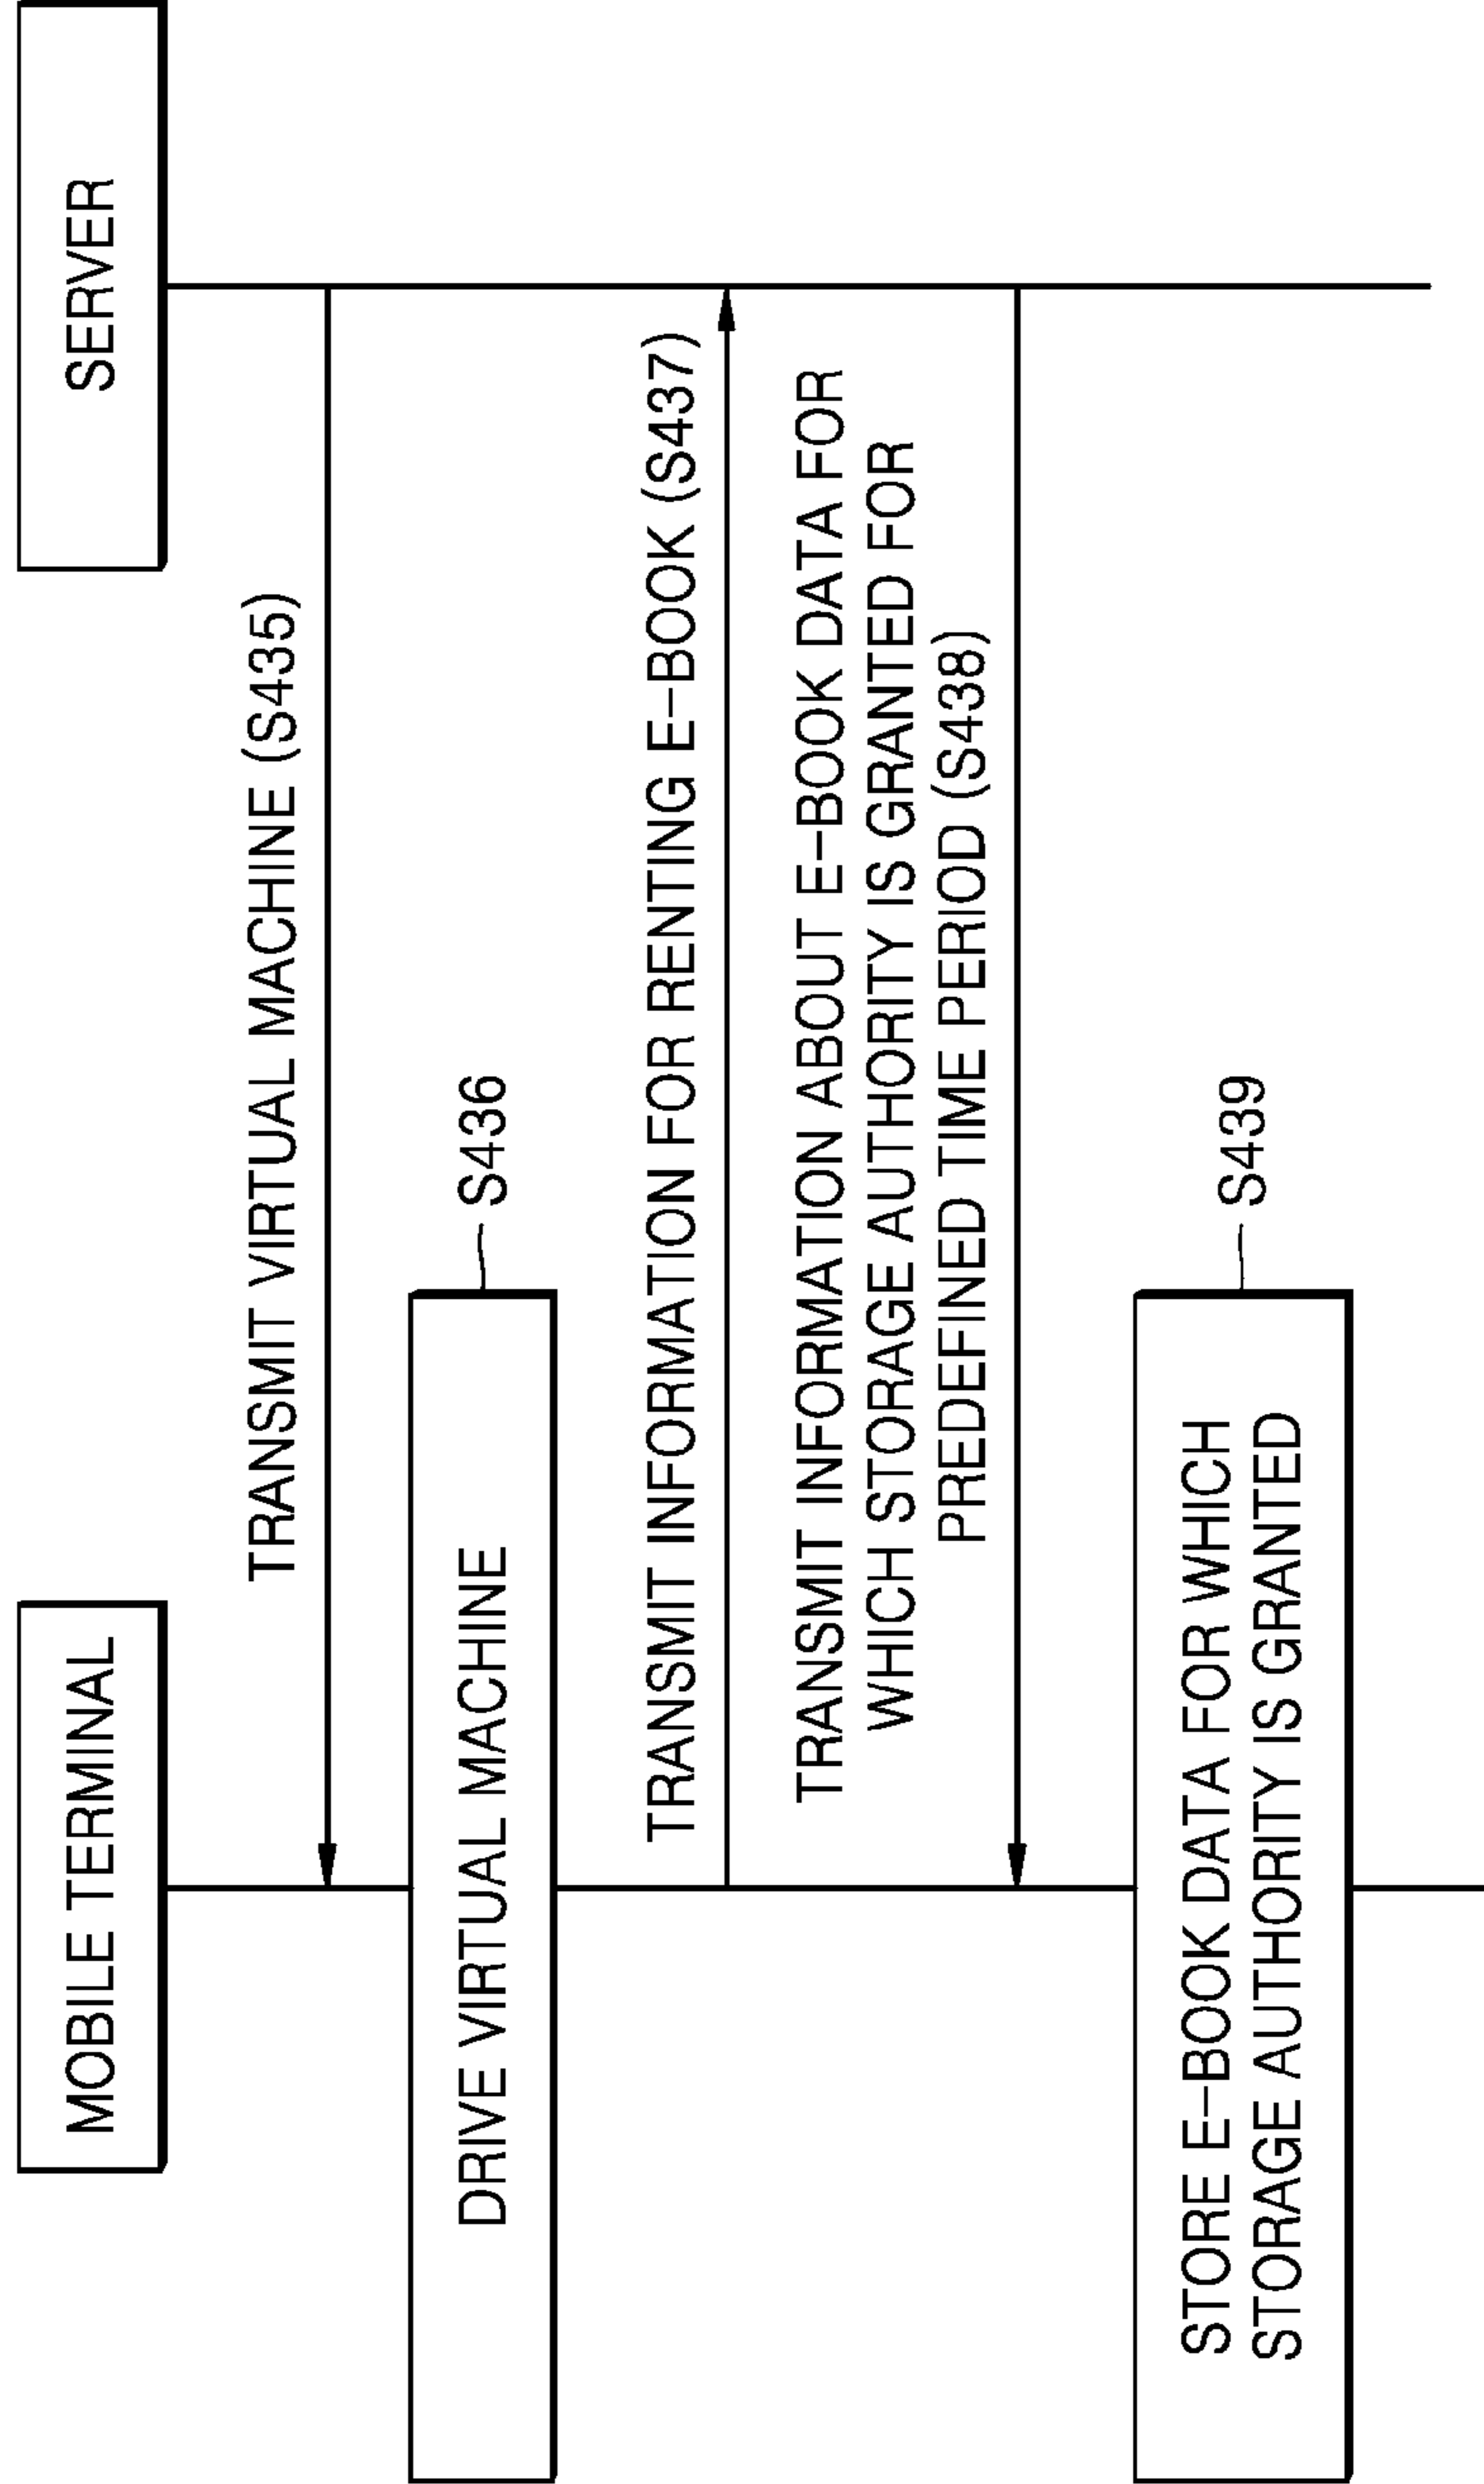 MOBILE TERMINAL
SERVER
TRANSMIT VIRTUAL MACHINE (S435)
DRIVE VIRTUAL MACHINE
S436
TRANSMIT INFORMATION FOR RENTING E-BOOK (S437)
TRANSMIT INFORMATION ABOUT E-BOOK DATA FOR
WHICH STORAGE AUTHORITY IS GRANTED FOR
PREDEFINED TIME PERIOD (S438)
STORE E-BOOK DATA FOR WHICH
STORAGE AUTHORITY IS GRANTED
S439